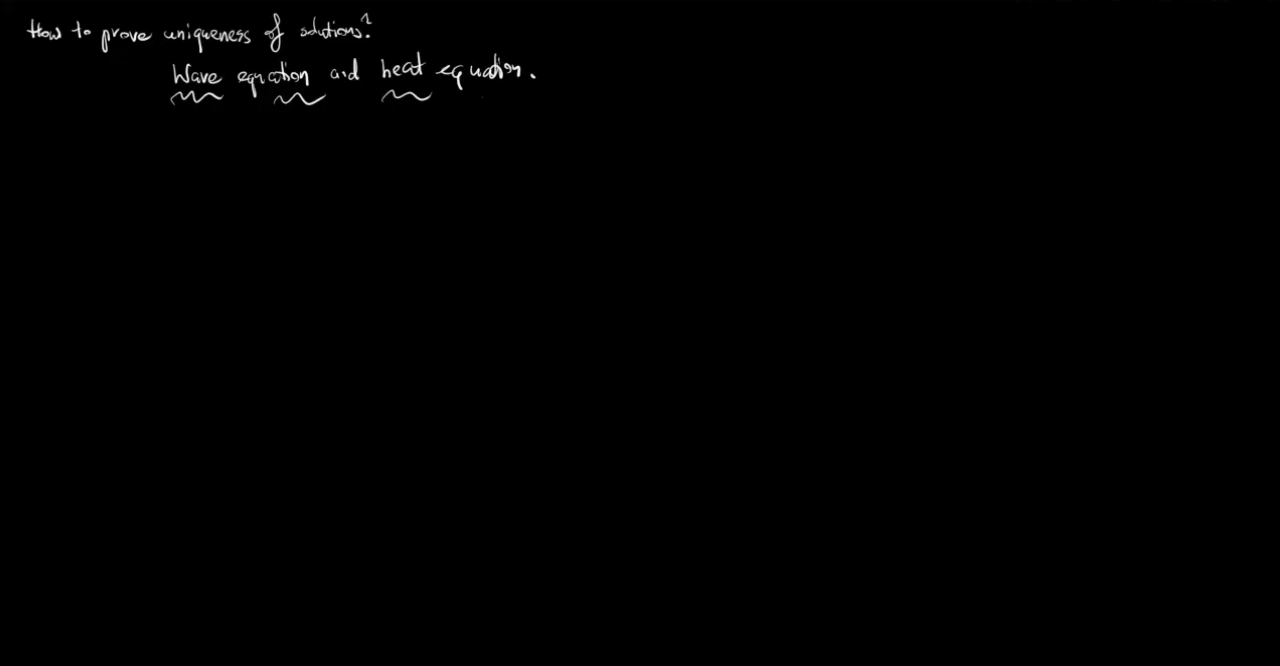 How to prove uniqueness of solutions?
Wave equation and heat equation.